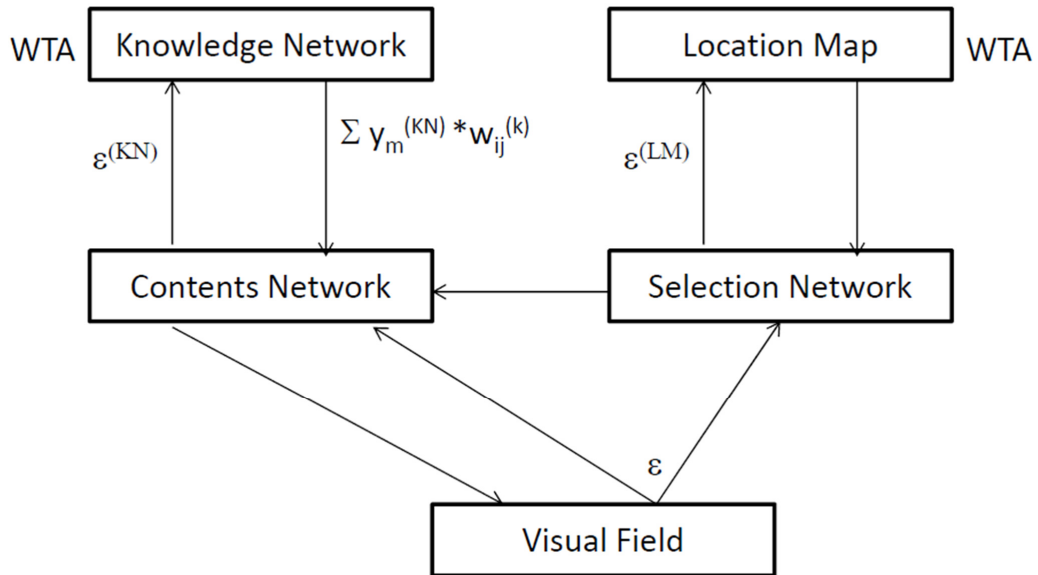 WTA Knowledge Network Location Map WTA
ε(KN) Σ ym(KN) *wij(k) ε(LM)
Contents Network Selection Network
ε
Visual Field